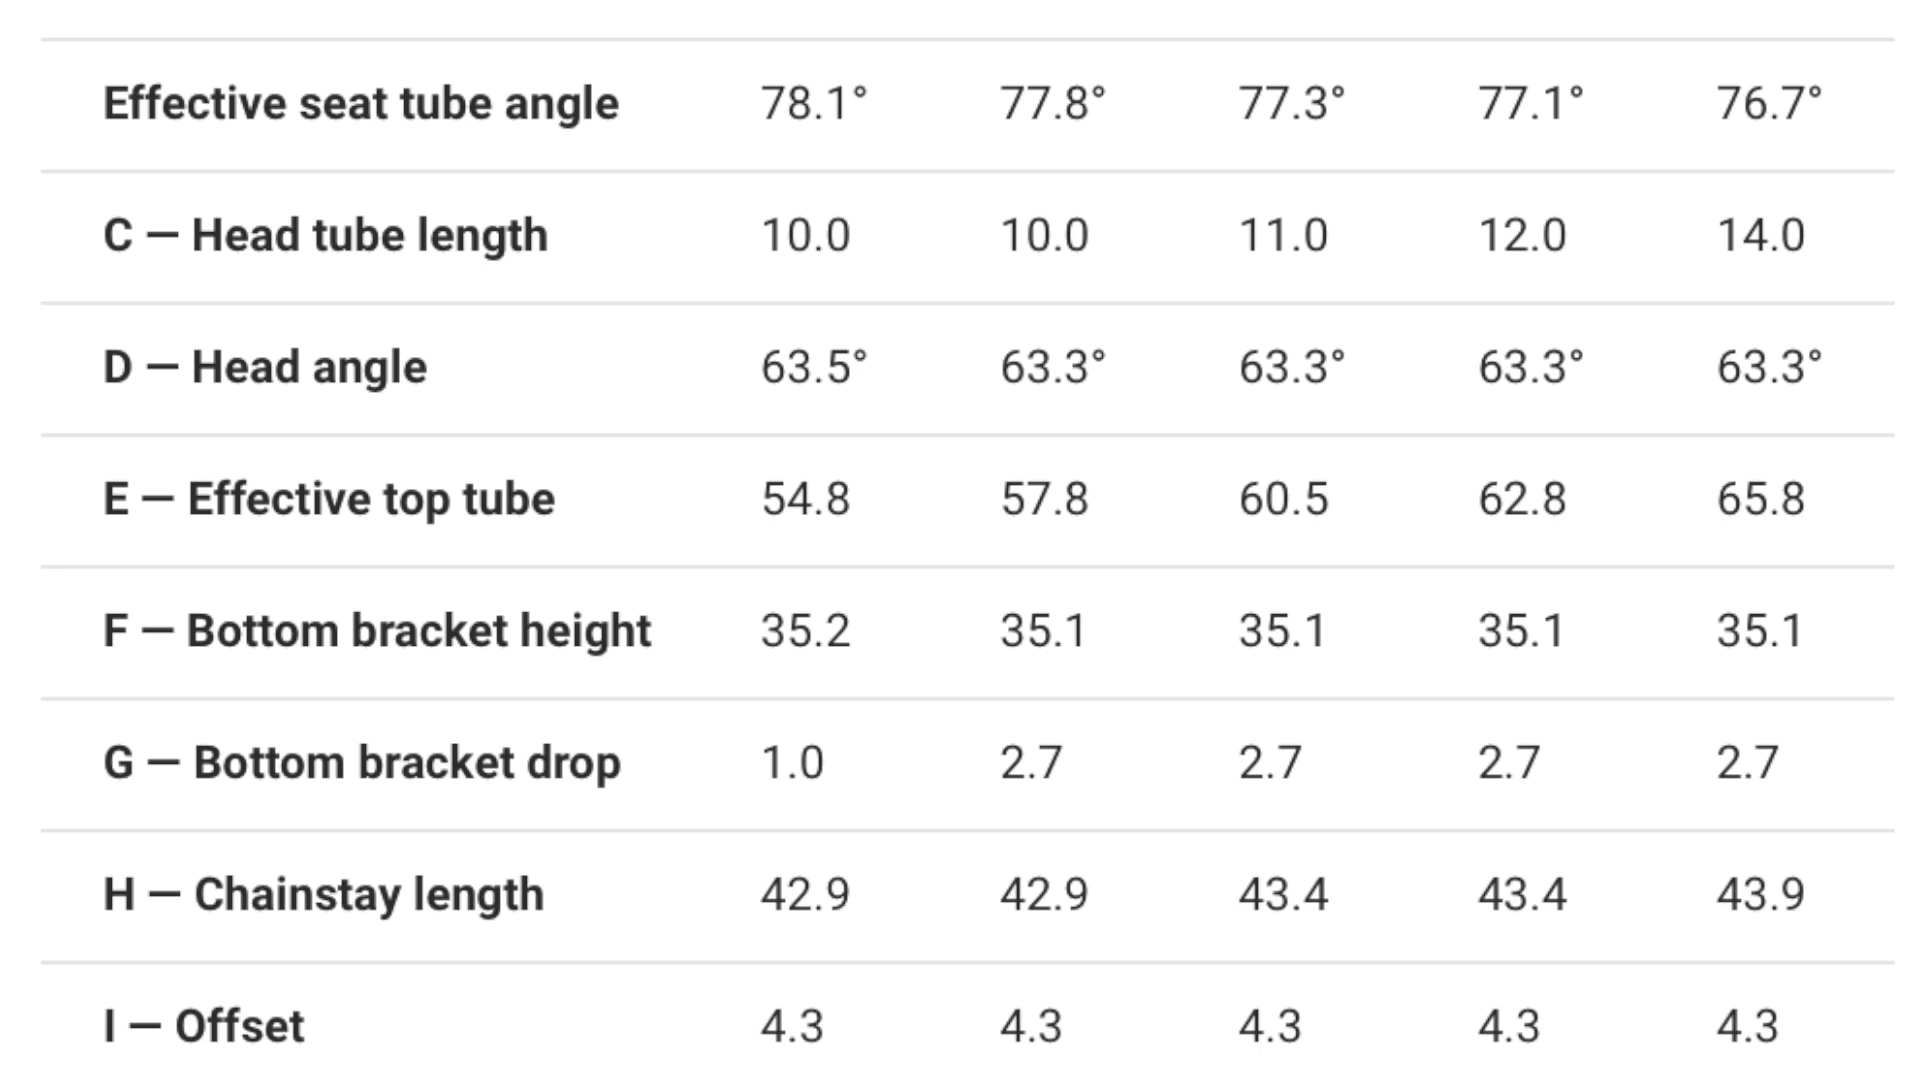 Effective seat tube angle 78.1° 77.8° 77.3° 77.1° 76.7°
C — Head tube length 10.0 10.0 11.0 12.0 14.0
D — Head angle 63.5° 63.3° 63.3° 63.3° 63.3°
E — Effective top tube 54.8 57.8 60.5 62.8 65.8
F — Bottom bracket height 35.2 35.1 35.1 35.1 35.1
G — Bottom bracket drop 1.0 2.7 2.7 2.7 2.7
H — Chainstay length 42.9 42.9 43.4 43.4 43.9
I — Offset 4.3 4.3 4.3 4.3 4.3